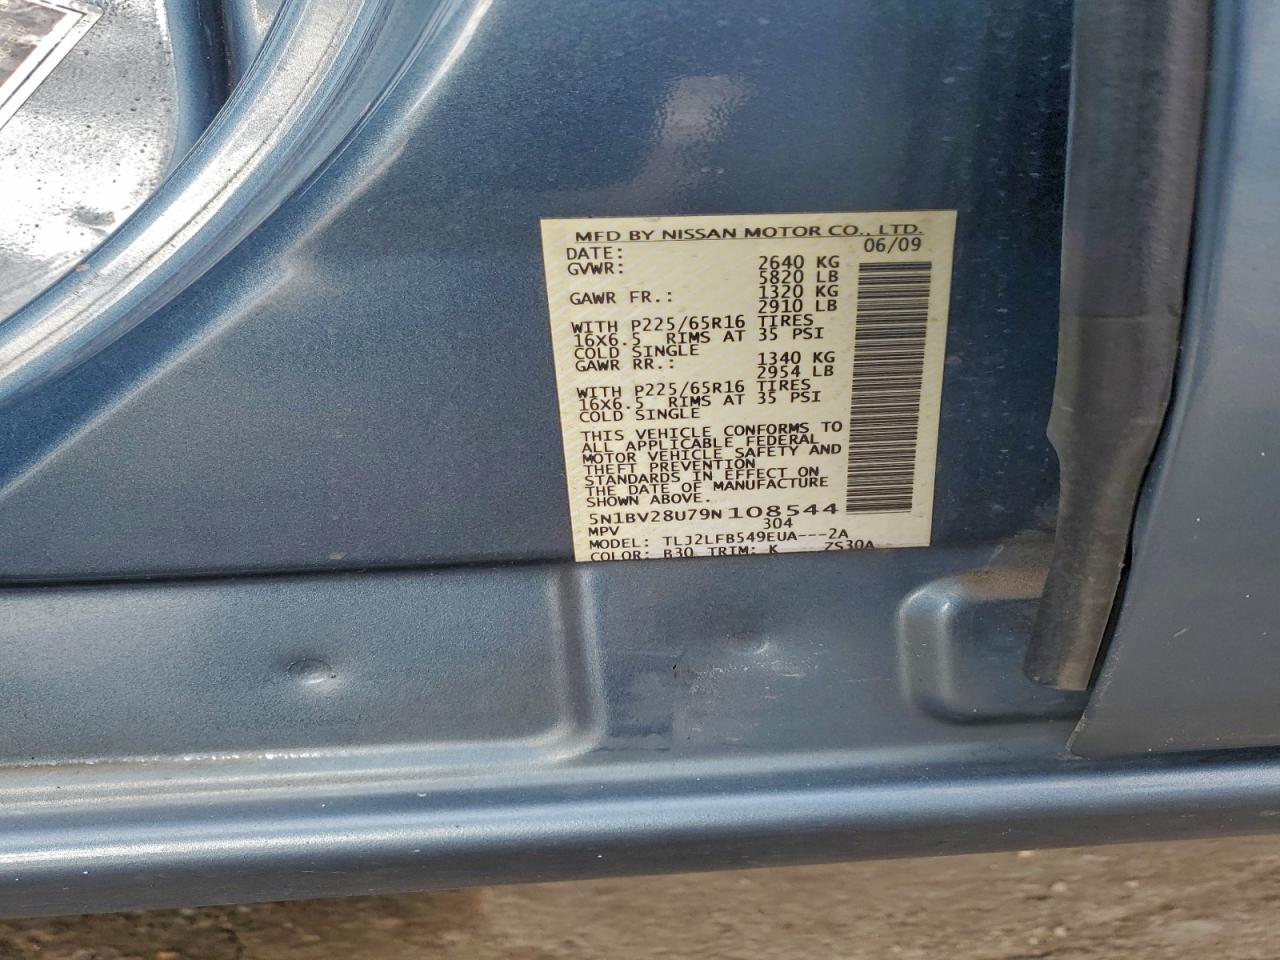 MFD BY NISSAN MOTOR CO., LTD.
DATE: 06/09
GVWR: 2640 KG
5820 LB
GAWR FR.: 1320 KG
2910 LB
WITH P225/65R16 TIRES
16X6.5 RIMS AT 35 PSI
COLD SINGLE
GAWR RR.: 1340 KG
2954 LB
WITH P225/65R16 TIRES
16X6.5 RIMS AT 35 PSI
COLD SINGLE
THIS VEHICLE CONFORMS TO
ALL APPLICABLE FEDERAL
MOTOR VEHICLE SAFETY AND
THEFT PREVENTION
STANDARDS IN EFFECT ON
THE DATE OF MANUFACTURE
SHOWN ABOVE.
5N1BV28U79N108544
MPV 304
MODEL: TLJ2LFB549EUA---2A
COLOR: B30 TRIM: K ZS30A